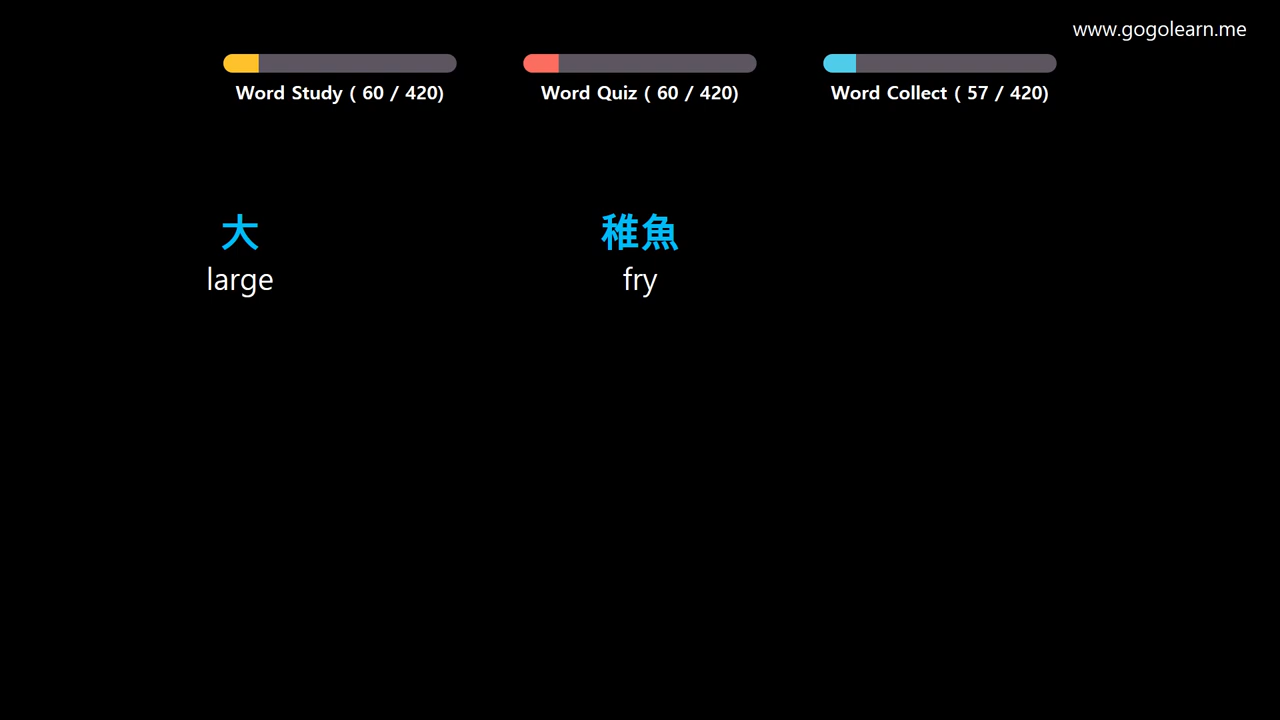 www.gogolearn.me
Word Study ( 60 / 420)
Word Quiz ( 60 / 420)
Word Collect ( 57 / 420)
大
large
稚魚
fry